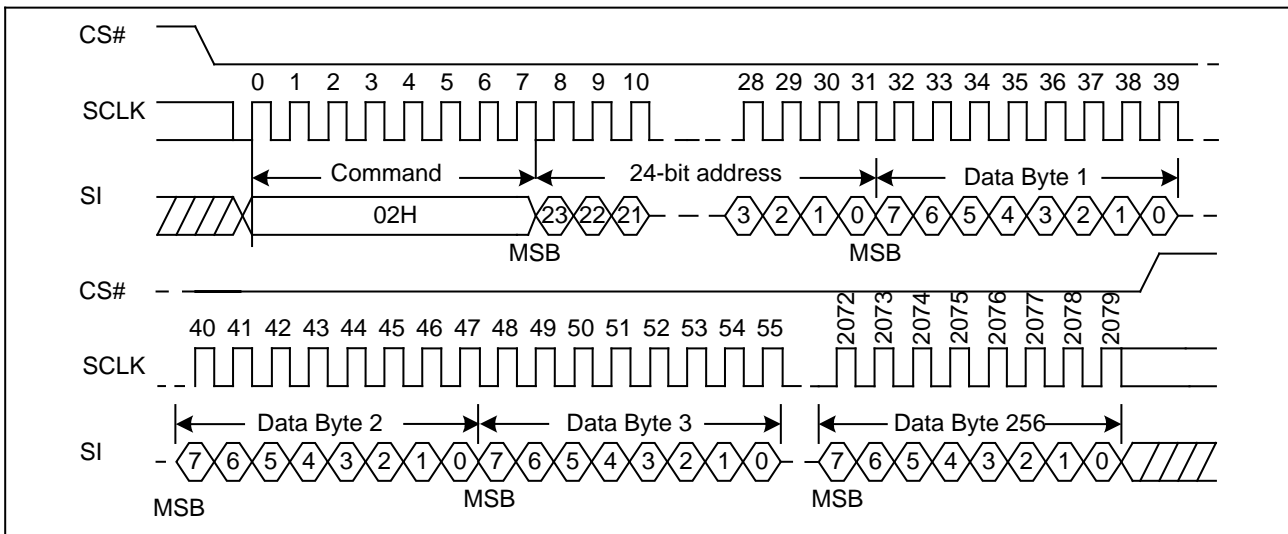 CS#
0 1 2 3 4 5 6 7 8 9 10 28 29 30 31 32 33 34 35 36 37 38 39
SCLK
Command 24-bit address Data Byte 1
SI
02H 23 22 21 3 2 1 0 7 6 5 4 3 2 1 0
MSB MSB
CS#
40 41 42 43 44 45 46 47 48 49 50 51 52 53 54 55 2072 2073 2074 2075 2076 2077 2078 2079
SCLK
Data Byte 2 Data Byte 3 Data Byte 256
SI
7 6 5 4 3 2 1 0 7 6 5 4 3 2 1 0 7 6 5 4 3 2 1 0
MSB MSB MSB